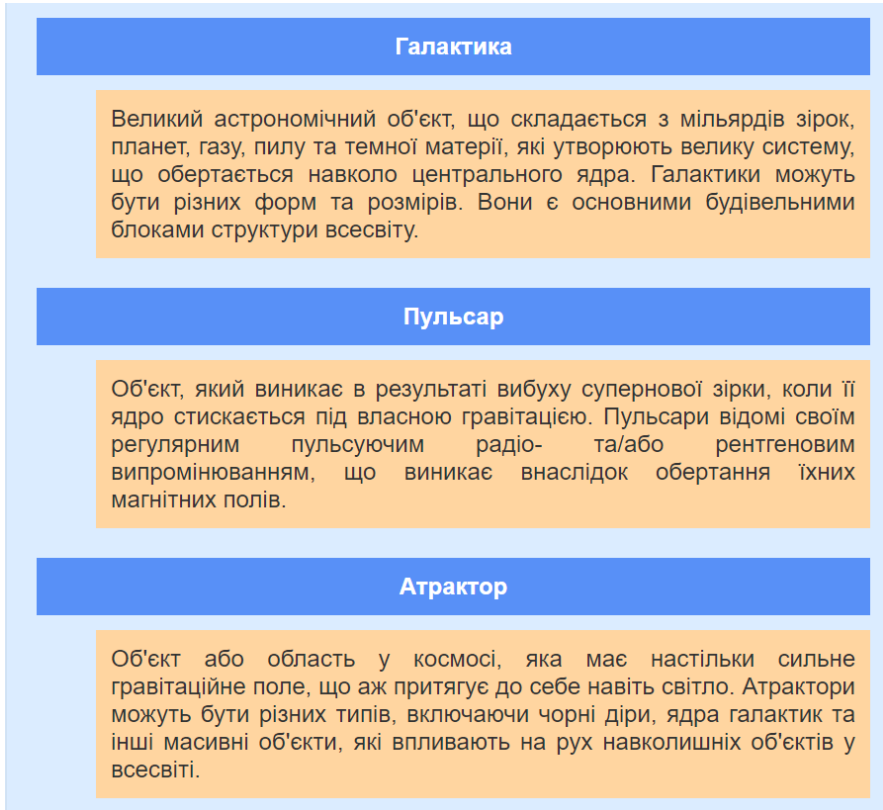 Галактика
Великий астрономічний об'єкт, що складається з мільярдів зірок,
планет, газу, пилу та темної матерії, які утворюють велику систему,
що обертається навколо центрального ядра. Галактики можуть
бути різних форм та розмірів. Вони є основними будівельними
блоками структури всесвіту.
Пульсар
Об'єкт, який виникає в результаті вибуху супернової зірки, коли її
ядро стискається під власною гравітацією. Пульсари відомі своїм
регулярним пульсуючим радіо- та/або рентгеновим
випромінюванням, що виникає внаслідок обертання їхних
магнітних полів.
Атрактор
Об'єкт або область у космосі, яка має настільки сильне
гравітаційне поле, що аж притягує до себе навіть світло. Атрактори
можуть бути різних типів, включаючи чорні діри, ядра галактик та
інші масивні об'єкти, які впливають на рух навколишніх об'єктів у
всесвіті.